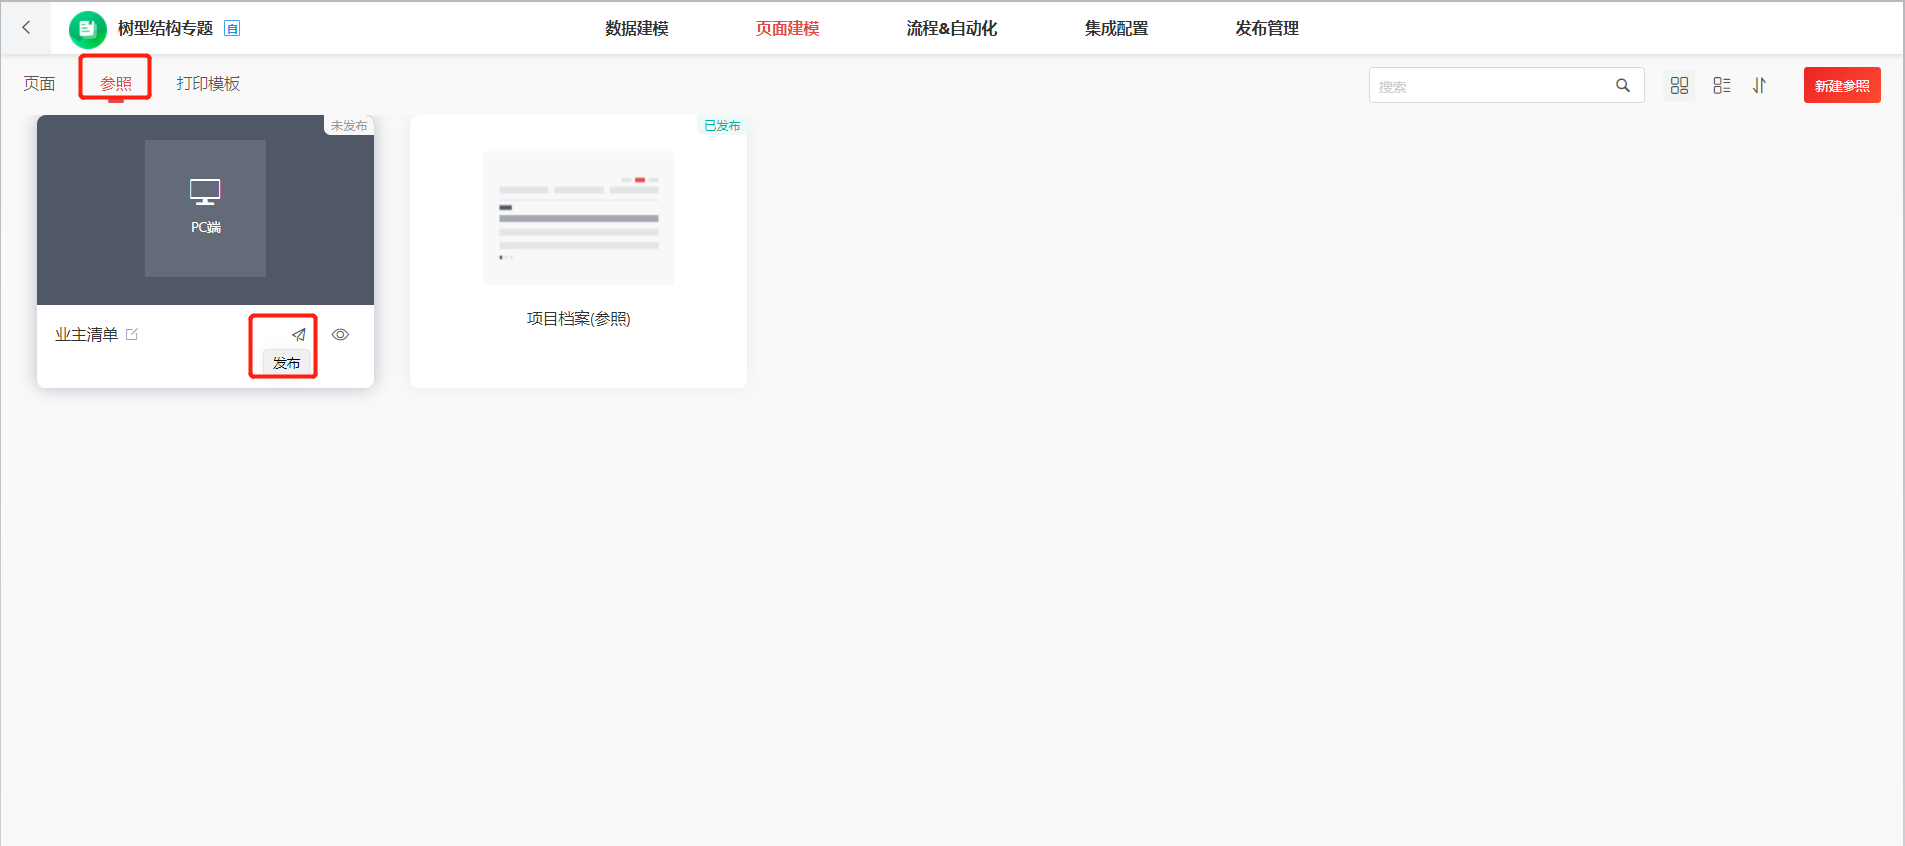 树型结构专题 自
数据建模 页面建模 流程&自动化 集成配置 发布管理
页面 参照 打印模板
搜索
新建参照
未发布
PC端
业主清单
发布
已发布
项目档案(参照)